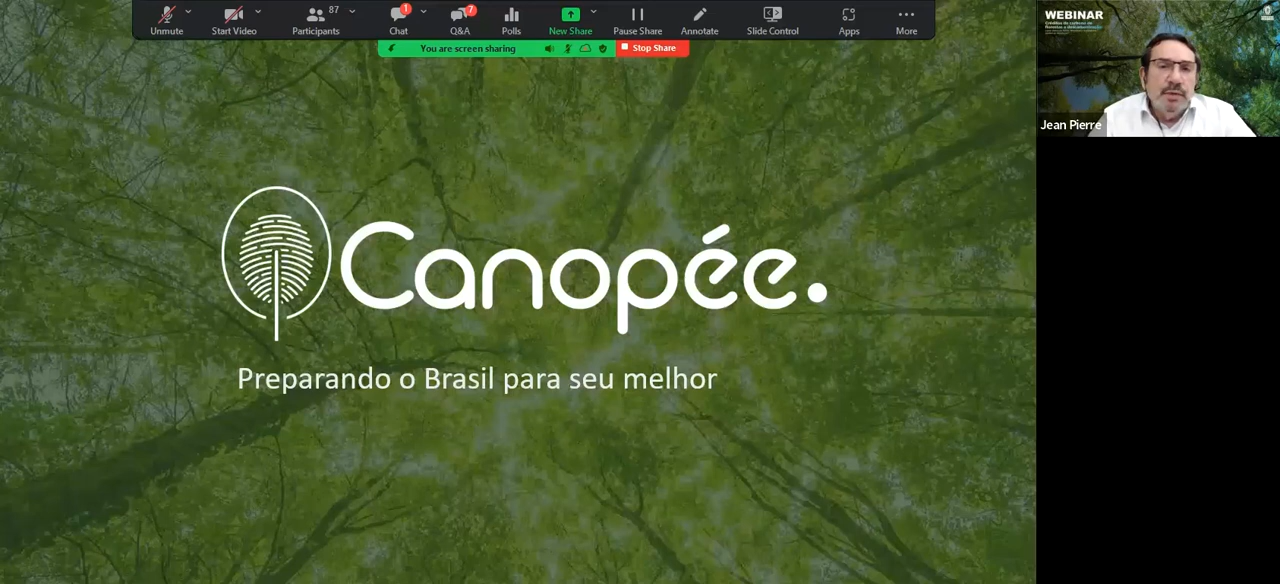 Unmute
Start Video
87
Participants
1
Chat
7
Q&A
Polls
New Share
Pause Share
Annotate
Slide Control
Apps
More
You are screen sharing
Stop Share
WEBINAR
Jean Pierre
Canopée.
Preparando o Brasil para seu melhor